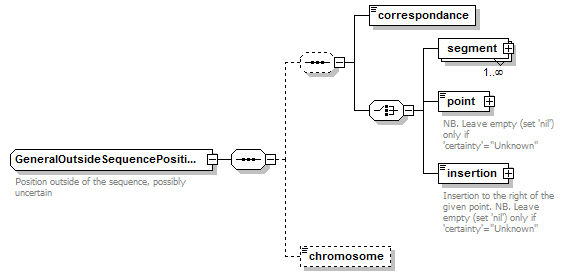 correspondance
segment
1..∞
point
NB. Leave empty (set 'nil')
only if
'certainty'="Unknown"
GeneralOutsideSequencePositi...
Position outside of the sequence, possibly
uncertain
insertion
Insertion to the right of the
given point. NB. Leave
empty (set 'nil') only if
'certainty'="Unknown"
chromosome